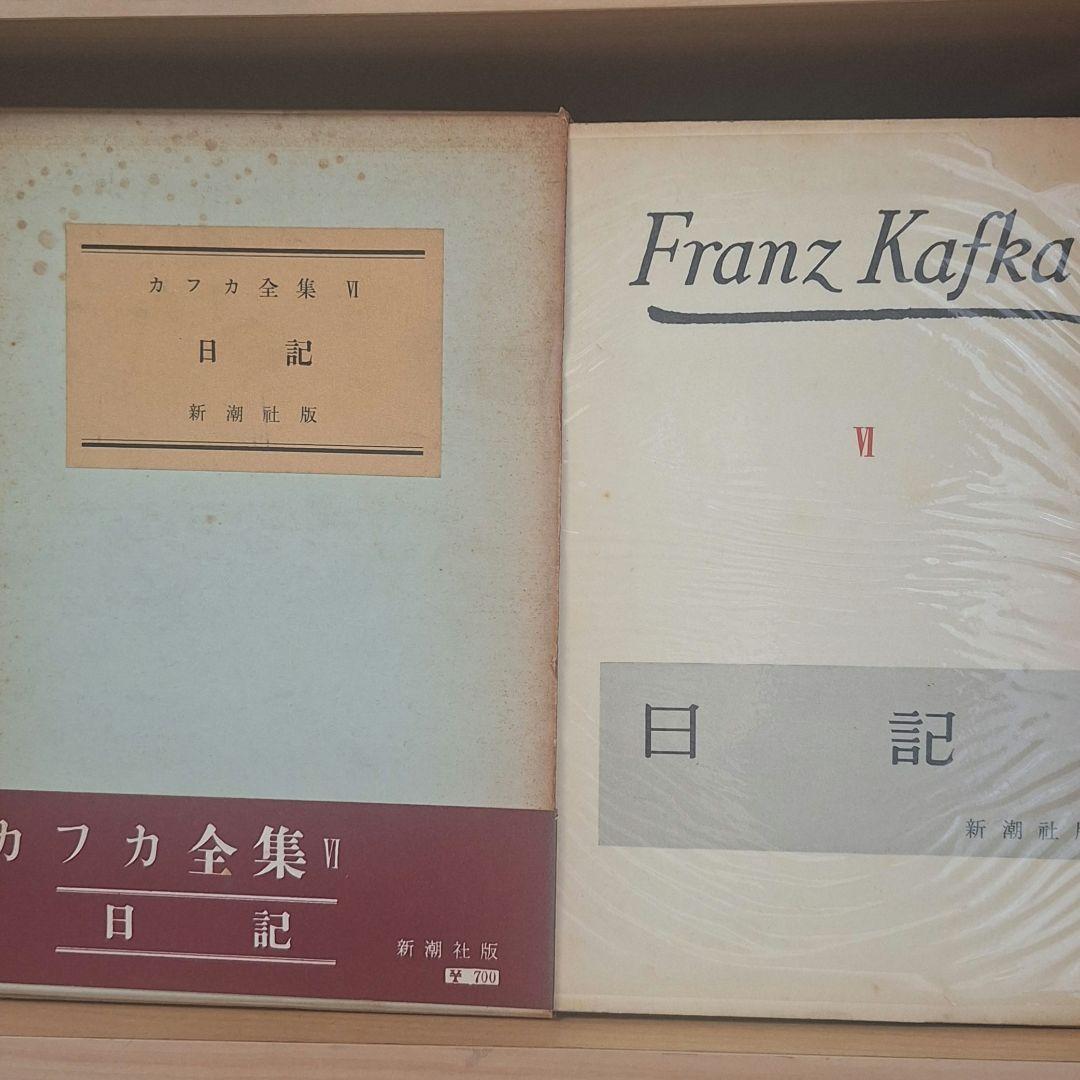 カフカ全集 Ⅵ
日記
新潮社版
カフカ全集 Ⅵ
日記
新潮社版
¥ 700
Franz Kafka
Ⅵ
日記
新潮社